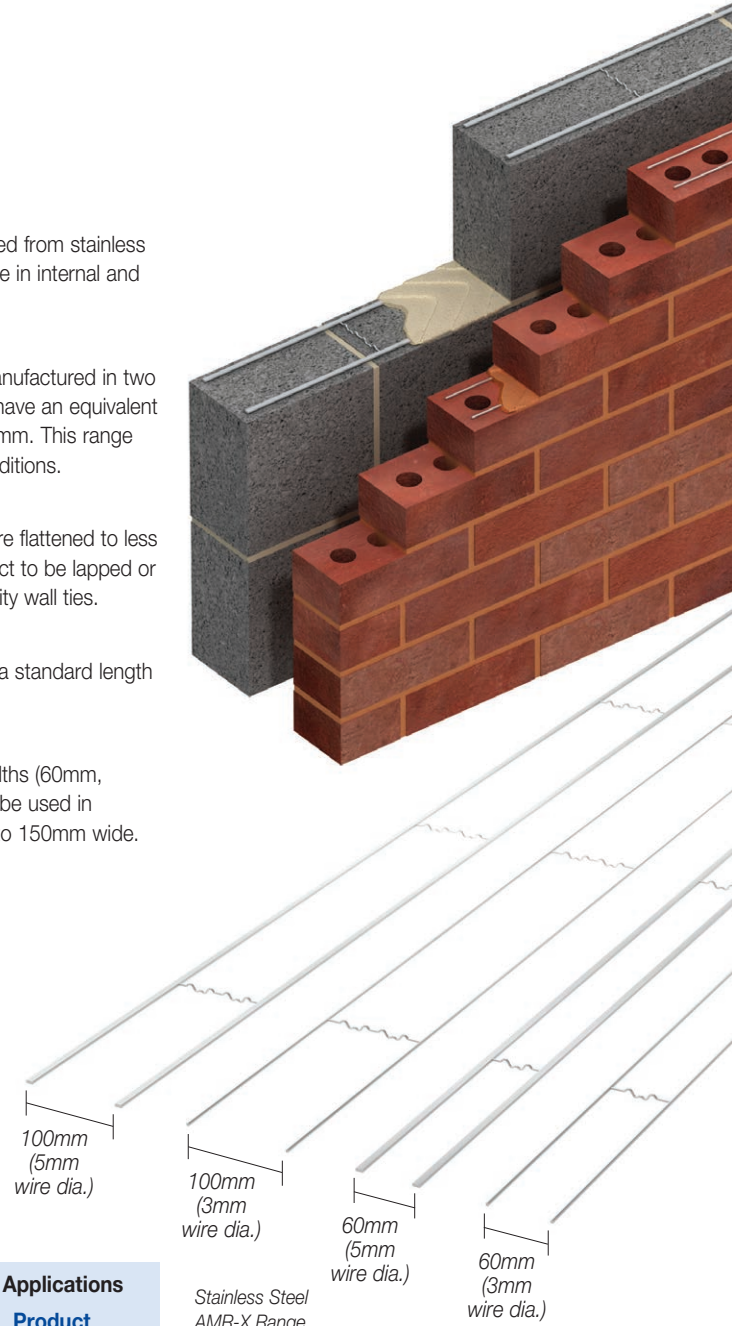 ed from stainless
e in internal and
anufactured in two
have an equivalent
mm. This range
ditions.
re flattened to less
ct to be lapped or
ity wall ties.
a standard length
dths (60mm,
be used in
o 150mm wide.
100mm
(5mm
wire dia.)
100mm
(3mm
wire dia.)
60mm
(5mm
wire dia.)
60mm
(3mm
wire dia.)
Applications
Product
Stainless Steel
AMR-X Range